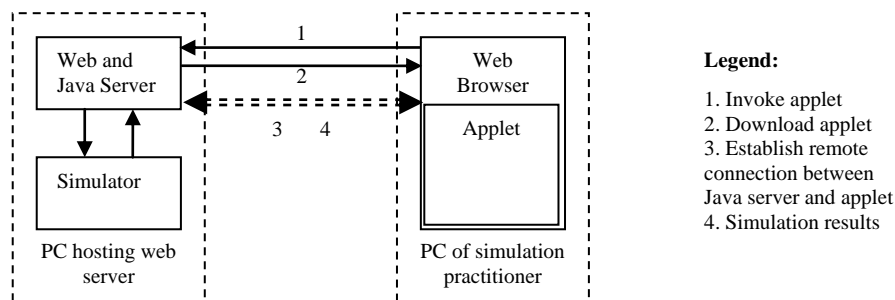 Web and
Java Server
Simulator
PC hosting web
server
1
2
3 4
Web
Browser
Applet
PC of simulation
practitioner
Legend:
1. Invoke applet
2. Download applet
3. Establish remote
connection between
Java server and applet
4. Simulation results